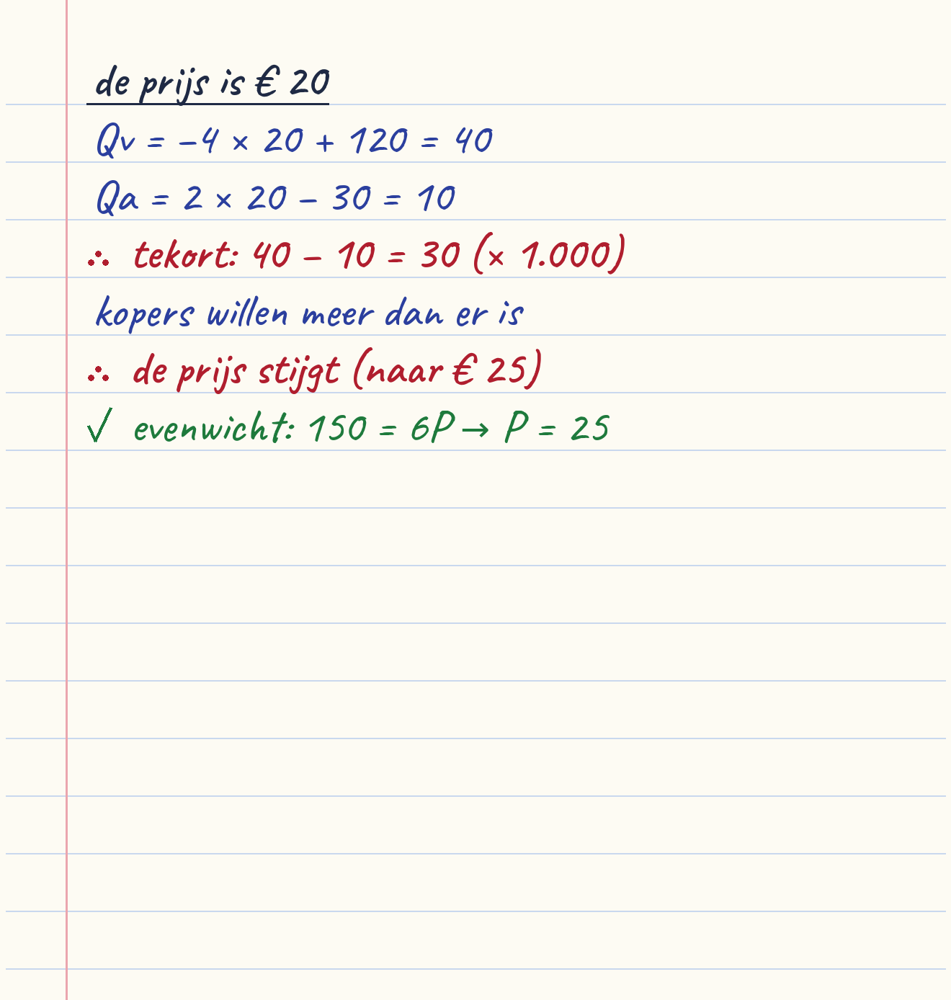 de prijs is € 20
Qv = −4 × 20 + 120 = 40
Qa = 2 × 20 − 30 = 10
∴ tekort: 40 − 10 = 30 (× 1.000)
kopers willen meer dan er is
∴ de prijs stijgt (naar € 25)
✓ evenwicht: 150 = 6P → P = 25